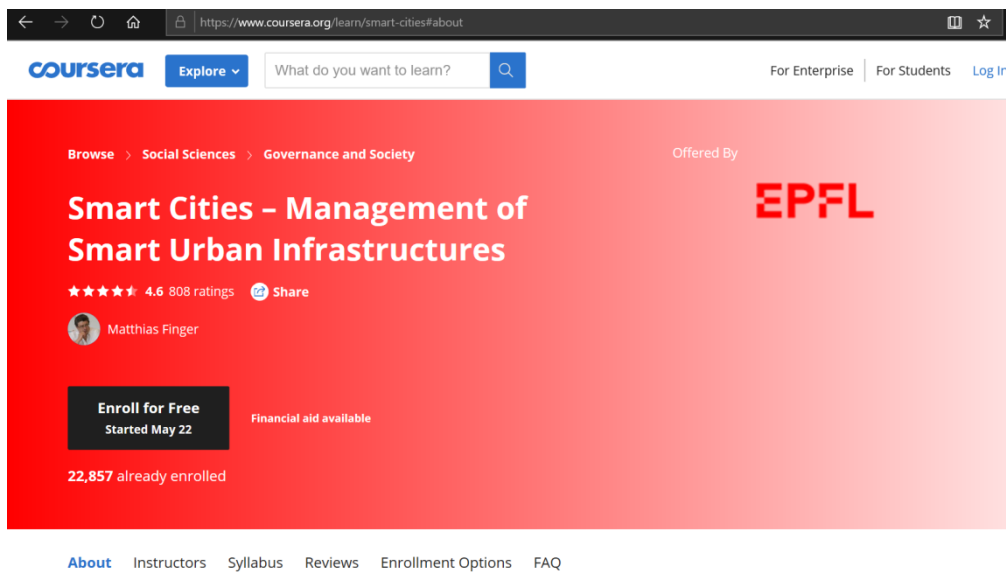 https://www.coursera.org/learn/smart-cities#about
coursera Explore What do you want to learn? For Enterprise For Students Log In
Browse > Social Sciences > Governance and Society
Offered By
EPFL
Smart Cities – Management of
Smart Urban Infrastructures
4.6 808 ratings Share
Matthias Finger
Enroll for Free
Started May 22
Financial aid available
22,857 already enrolled
About Instructors Syllabus Reviews Enrollment Options FAQ